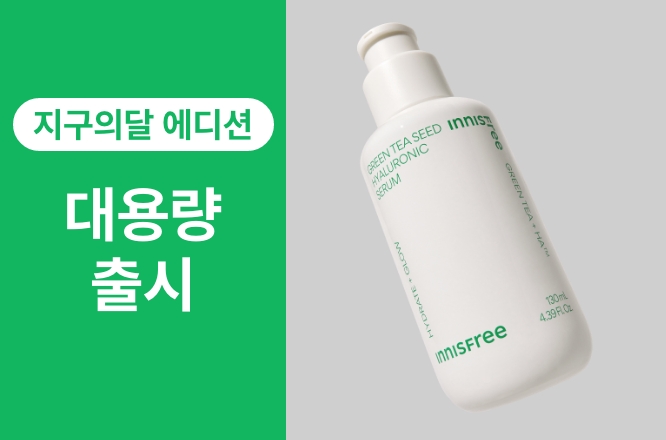 지구의달 에디션
대용량
출시
GREEN TEA SEED
HYALURONIC
SERUM
INNISFree
GREEN TEA + HA™
HYDRATE + GLOW
130mL
4.39 Fl. Oz.
INNISFree